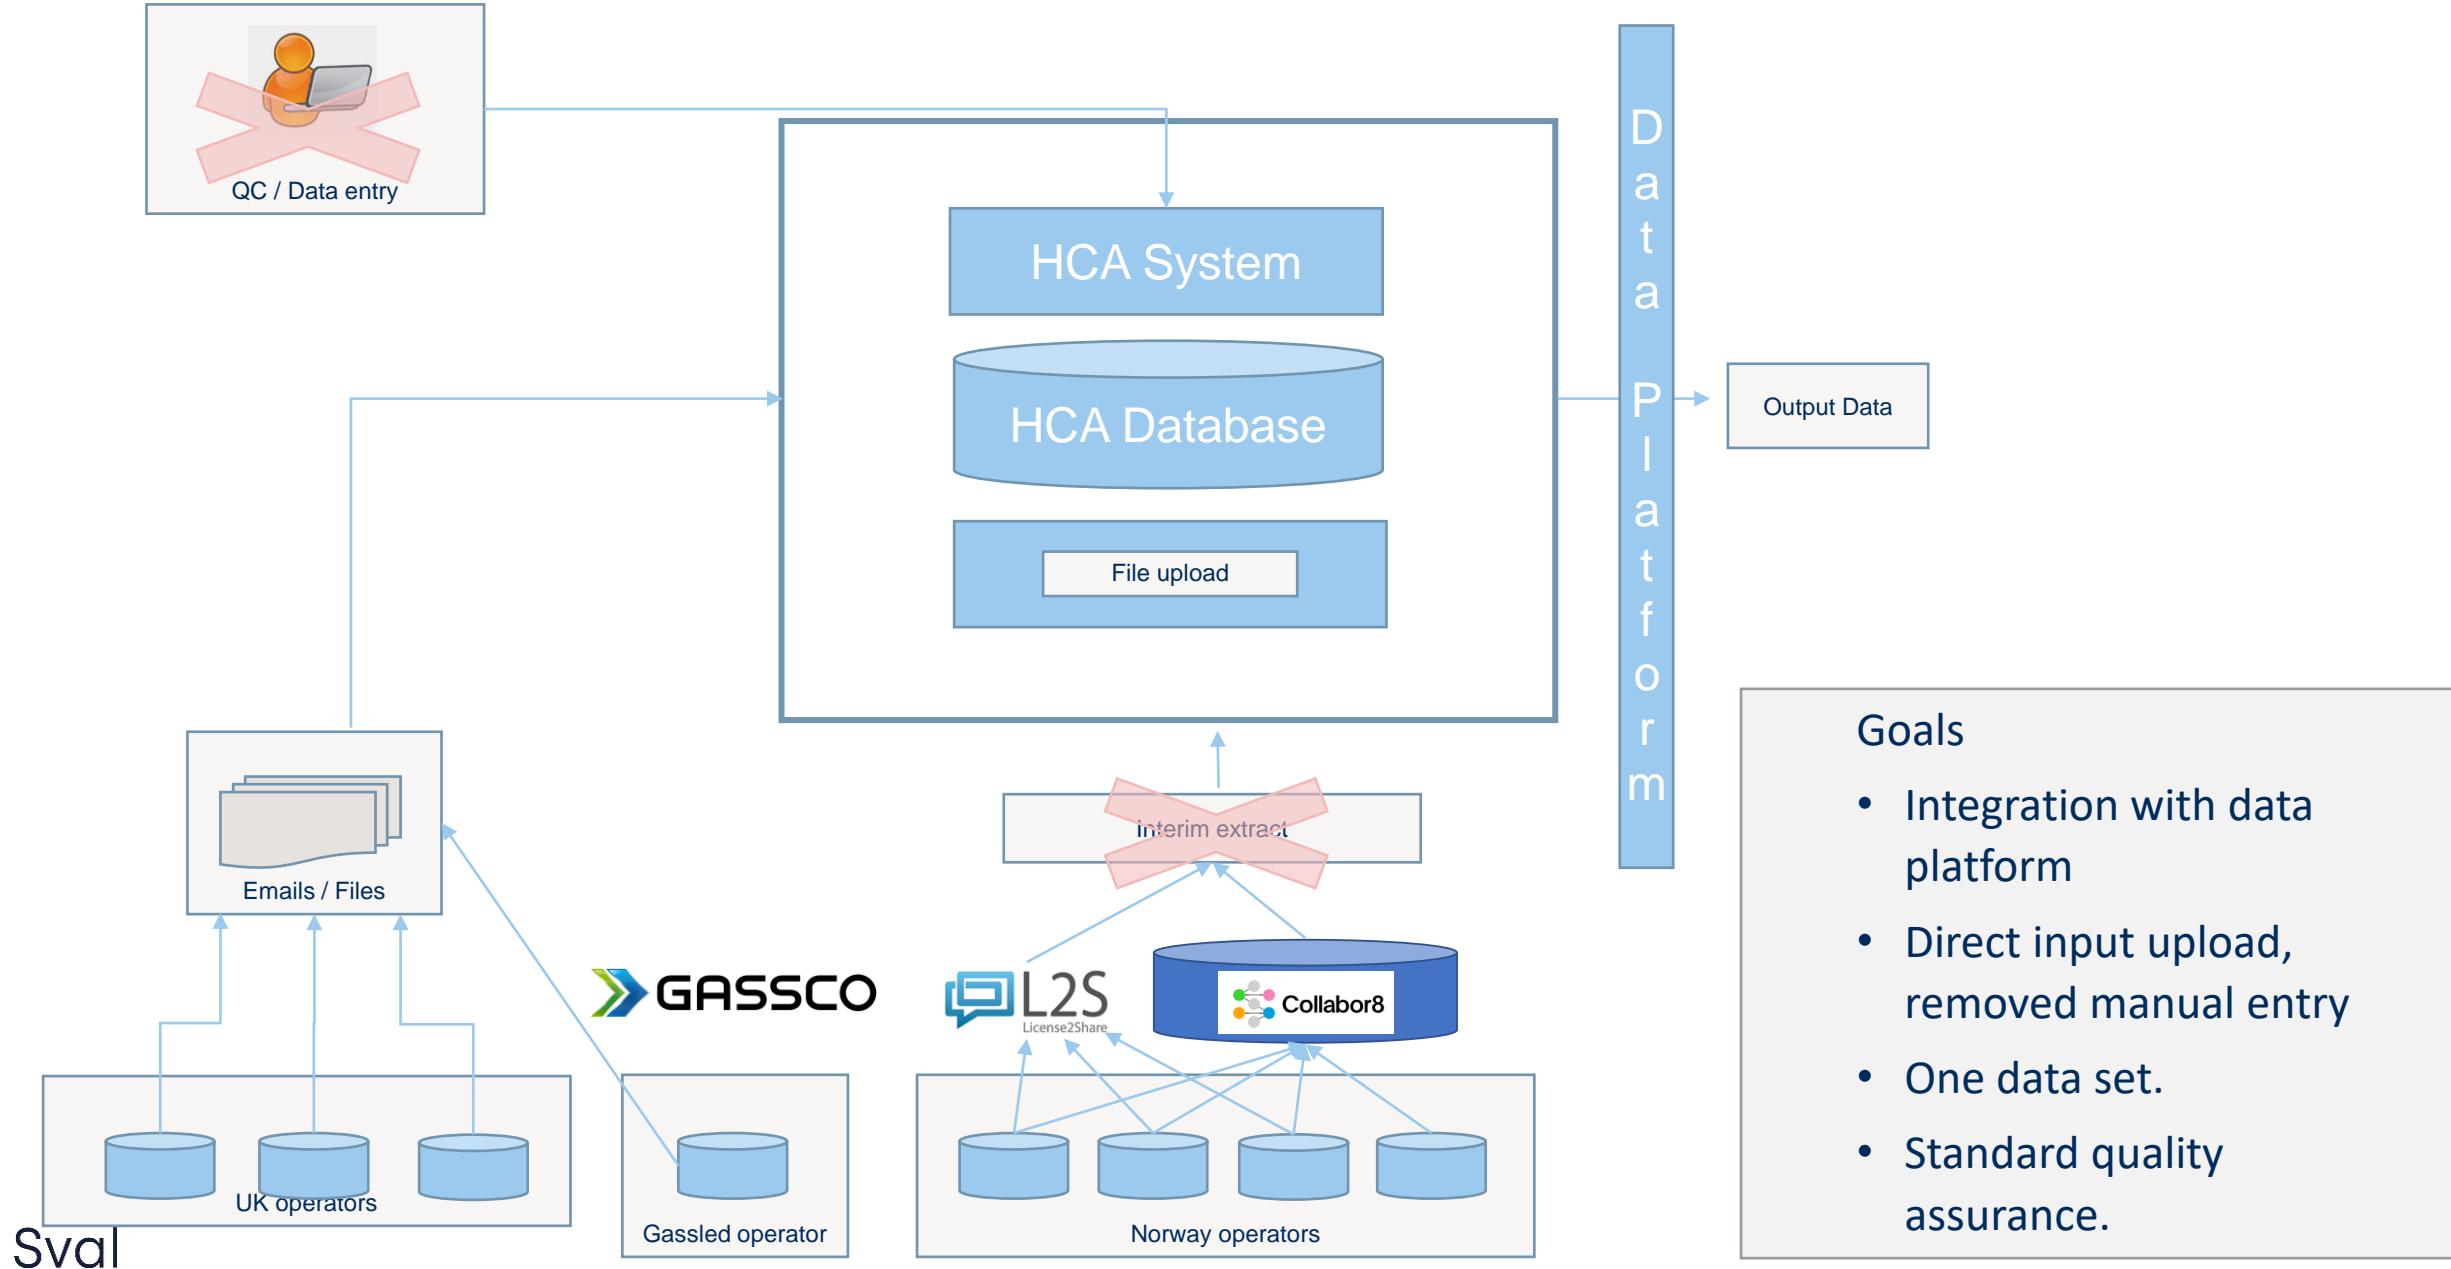 QC / Data entry
HCA System
HCA Database
File upload
Data Platform
Output Data
Interim extract
Emails / Files
GASSCO
L2S
License2Share
Collabor8
UK operators
Gassled operator
Norway operators
Sval
Goals
• Integration with data
platform
• Direct input upload,
removed manual entry
• One data set.
• Standard quality
assurance.